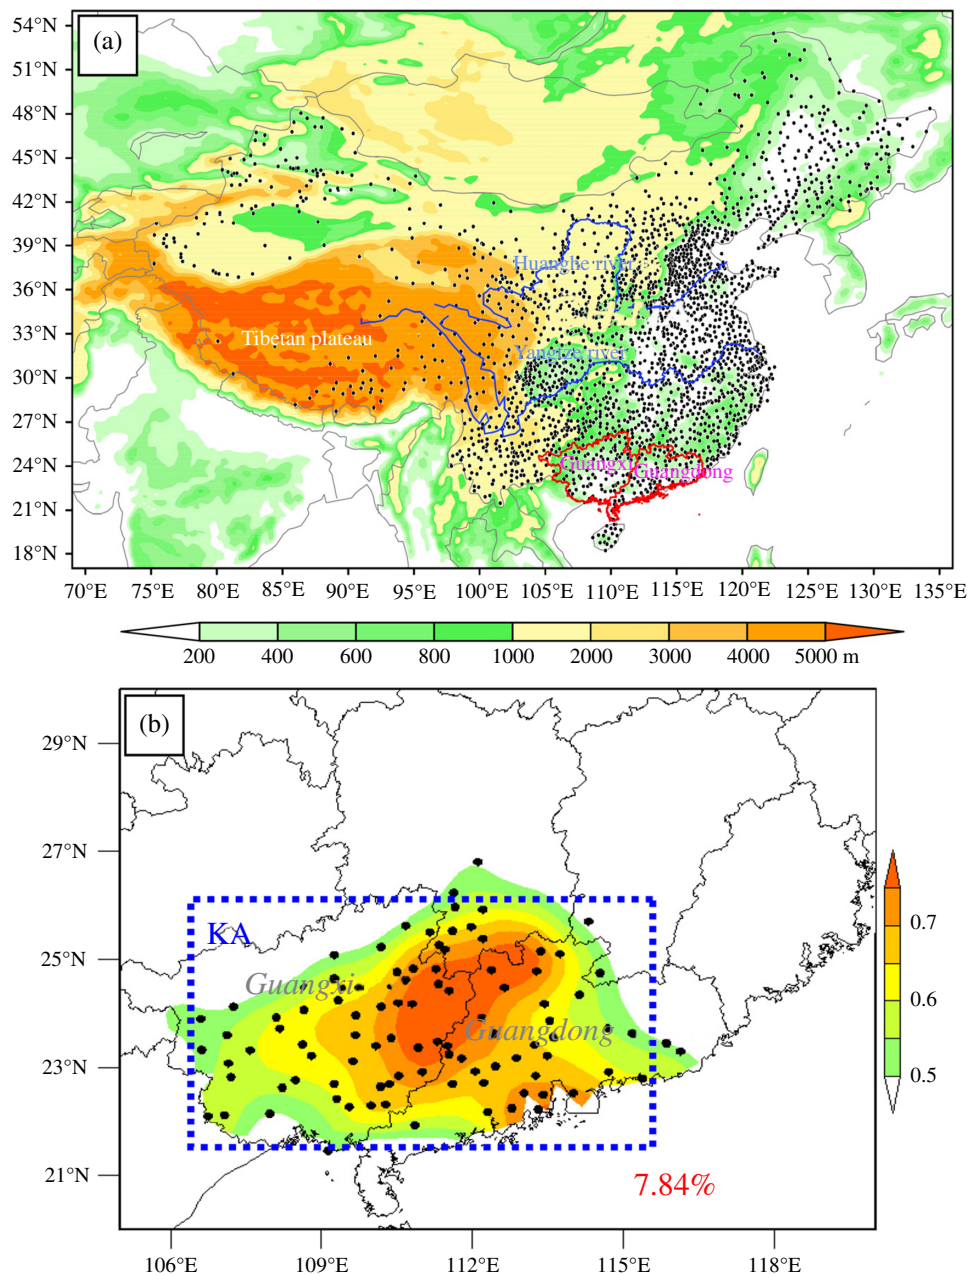 (a)
54°N
51°N
48°N
45°N
42°N
39°N
36°N
33°N
30°N
27°N
24°N
21°N
18°N
Huanghe river
Tibetan plateau
Yangtze river
Guangxi
Guangdong
70°E 75°E 80°E 85°E 90°E 95°E 100°E 105°E 110°E 115°E 120°E 125°E 130°E 135°E
200 400 600 800 1000 2000 3000 4000 5000 m
(b)
29°N
27°N
25°N
23°N
21°N
KA
Guangxi
Guangdong
0.7
0.6
0.5
7.84%
106°E 109°E 112°E 115°E 118°E